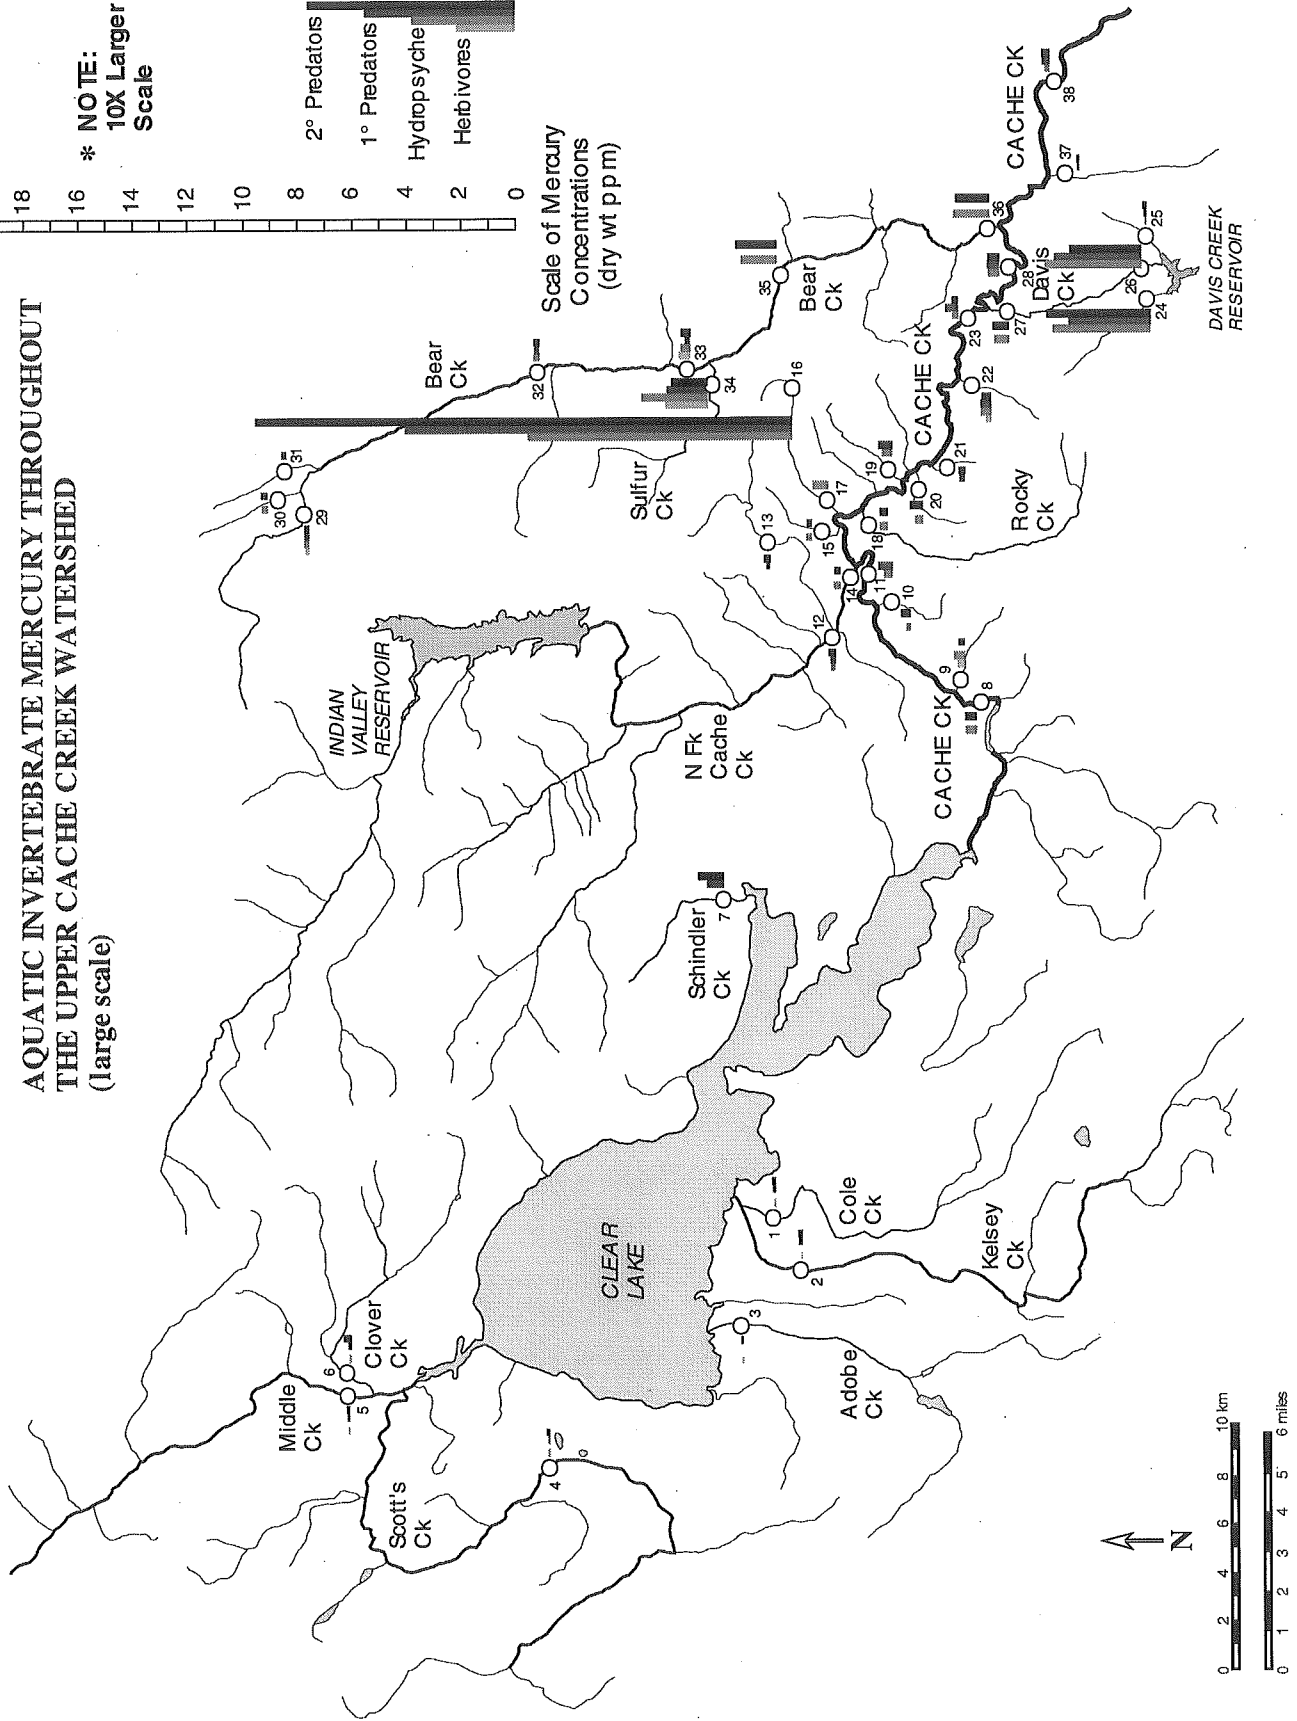 AQUATIC INVERTEBRATE MERCURY THROUGHOUT
THE UPPER CACHE CREEK WATERSHED
(large scale)
* NOTE:
10X Larger
Scale
18
16
14
12
10
8
6
4
2
0
2° Predators
1° Predators
Hydropsyche
Herbivores
Scale of Mercury
Concentrations
(dry wt ppm)
Middle
Ck
Clover
Ck
Scott's
Ck
CLEAR
LAKE
Adobe
Ck
Kelsey
Ck
Cole
Ck
Schindler
Ck
INDIAN
VALLEY
RESERVOIR
N Fk
Cache
Ck
CACHE CK
Sulfur
Ck
Bear
Ck
Rocky
Ck
CACHE CK
Bear
Ck
Davis
Ck
DAVIS CREEK
RESERVOIR
CACHE CK
1
2
3
4
5
6
7
8
9
10
11
12
13
14
15
16
17
18
19
20
21
22
23
24
25
26
27
28
29
30
31
32
33
34
35
36
37
38
N
0 2 4 6 8 10 km
0 1 2 3 4 5 6 miles